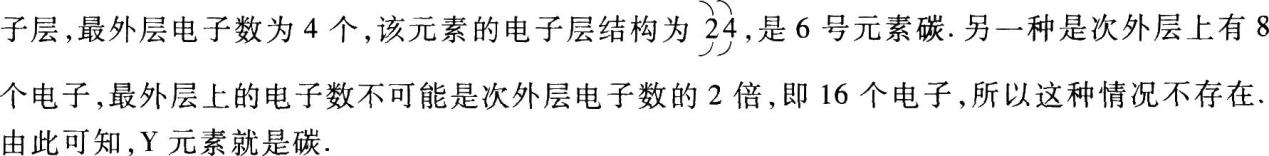 子层,最外层电子数为 4 个,该元素的电子层结构为 2 4,是 6 号元素碳.另一种是次外层上有 8
个电子,最外层上的电子数不可能是次外层电子数的 2 倍,即 16 个电子,所以这种情况不存在.
由此可知,Y 元素就是碳.